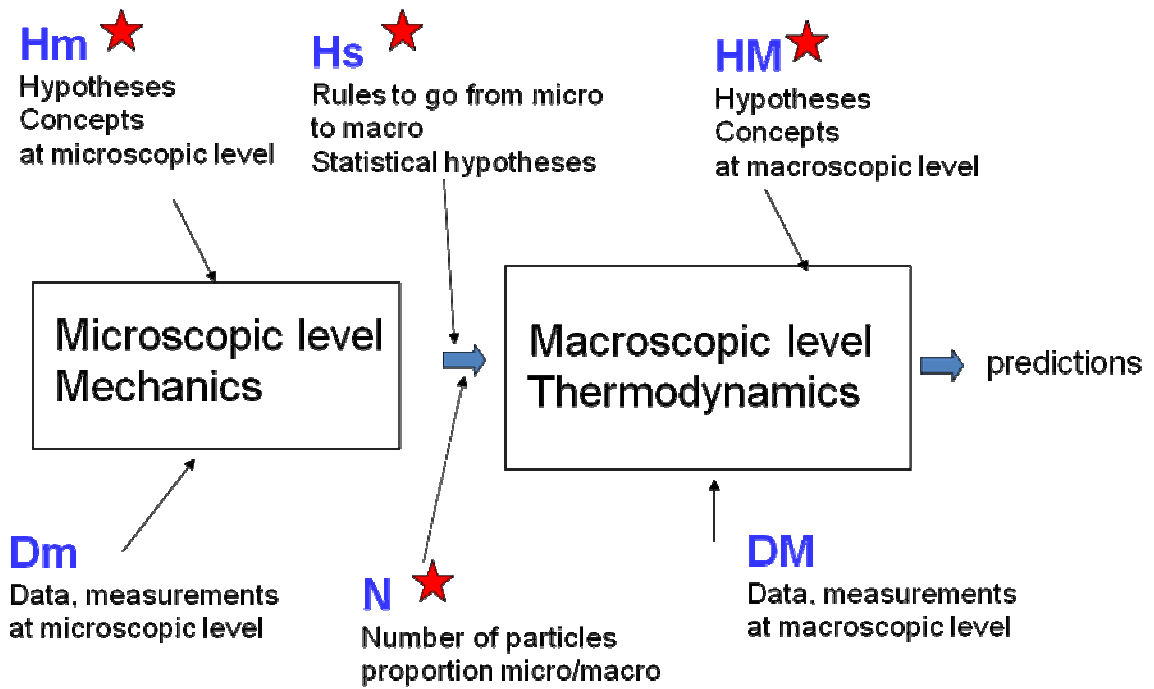 Hm
Hypotheses
Concepts
at microscopic level
Hs
Rules to go from micro
to macro
Statistical hypotheses
HM
Hypotheses
Concepts
at macroscopic level
Microscopic level
Mechanics
Macroscopic level
Thermodynamics
predictions
Dm
Data, measurements
at microscopic level
N
Number of particles
proportion micro/macro
DM
Data, measurements
at macroscopic level